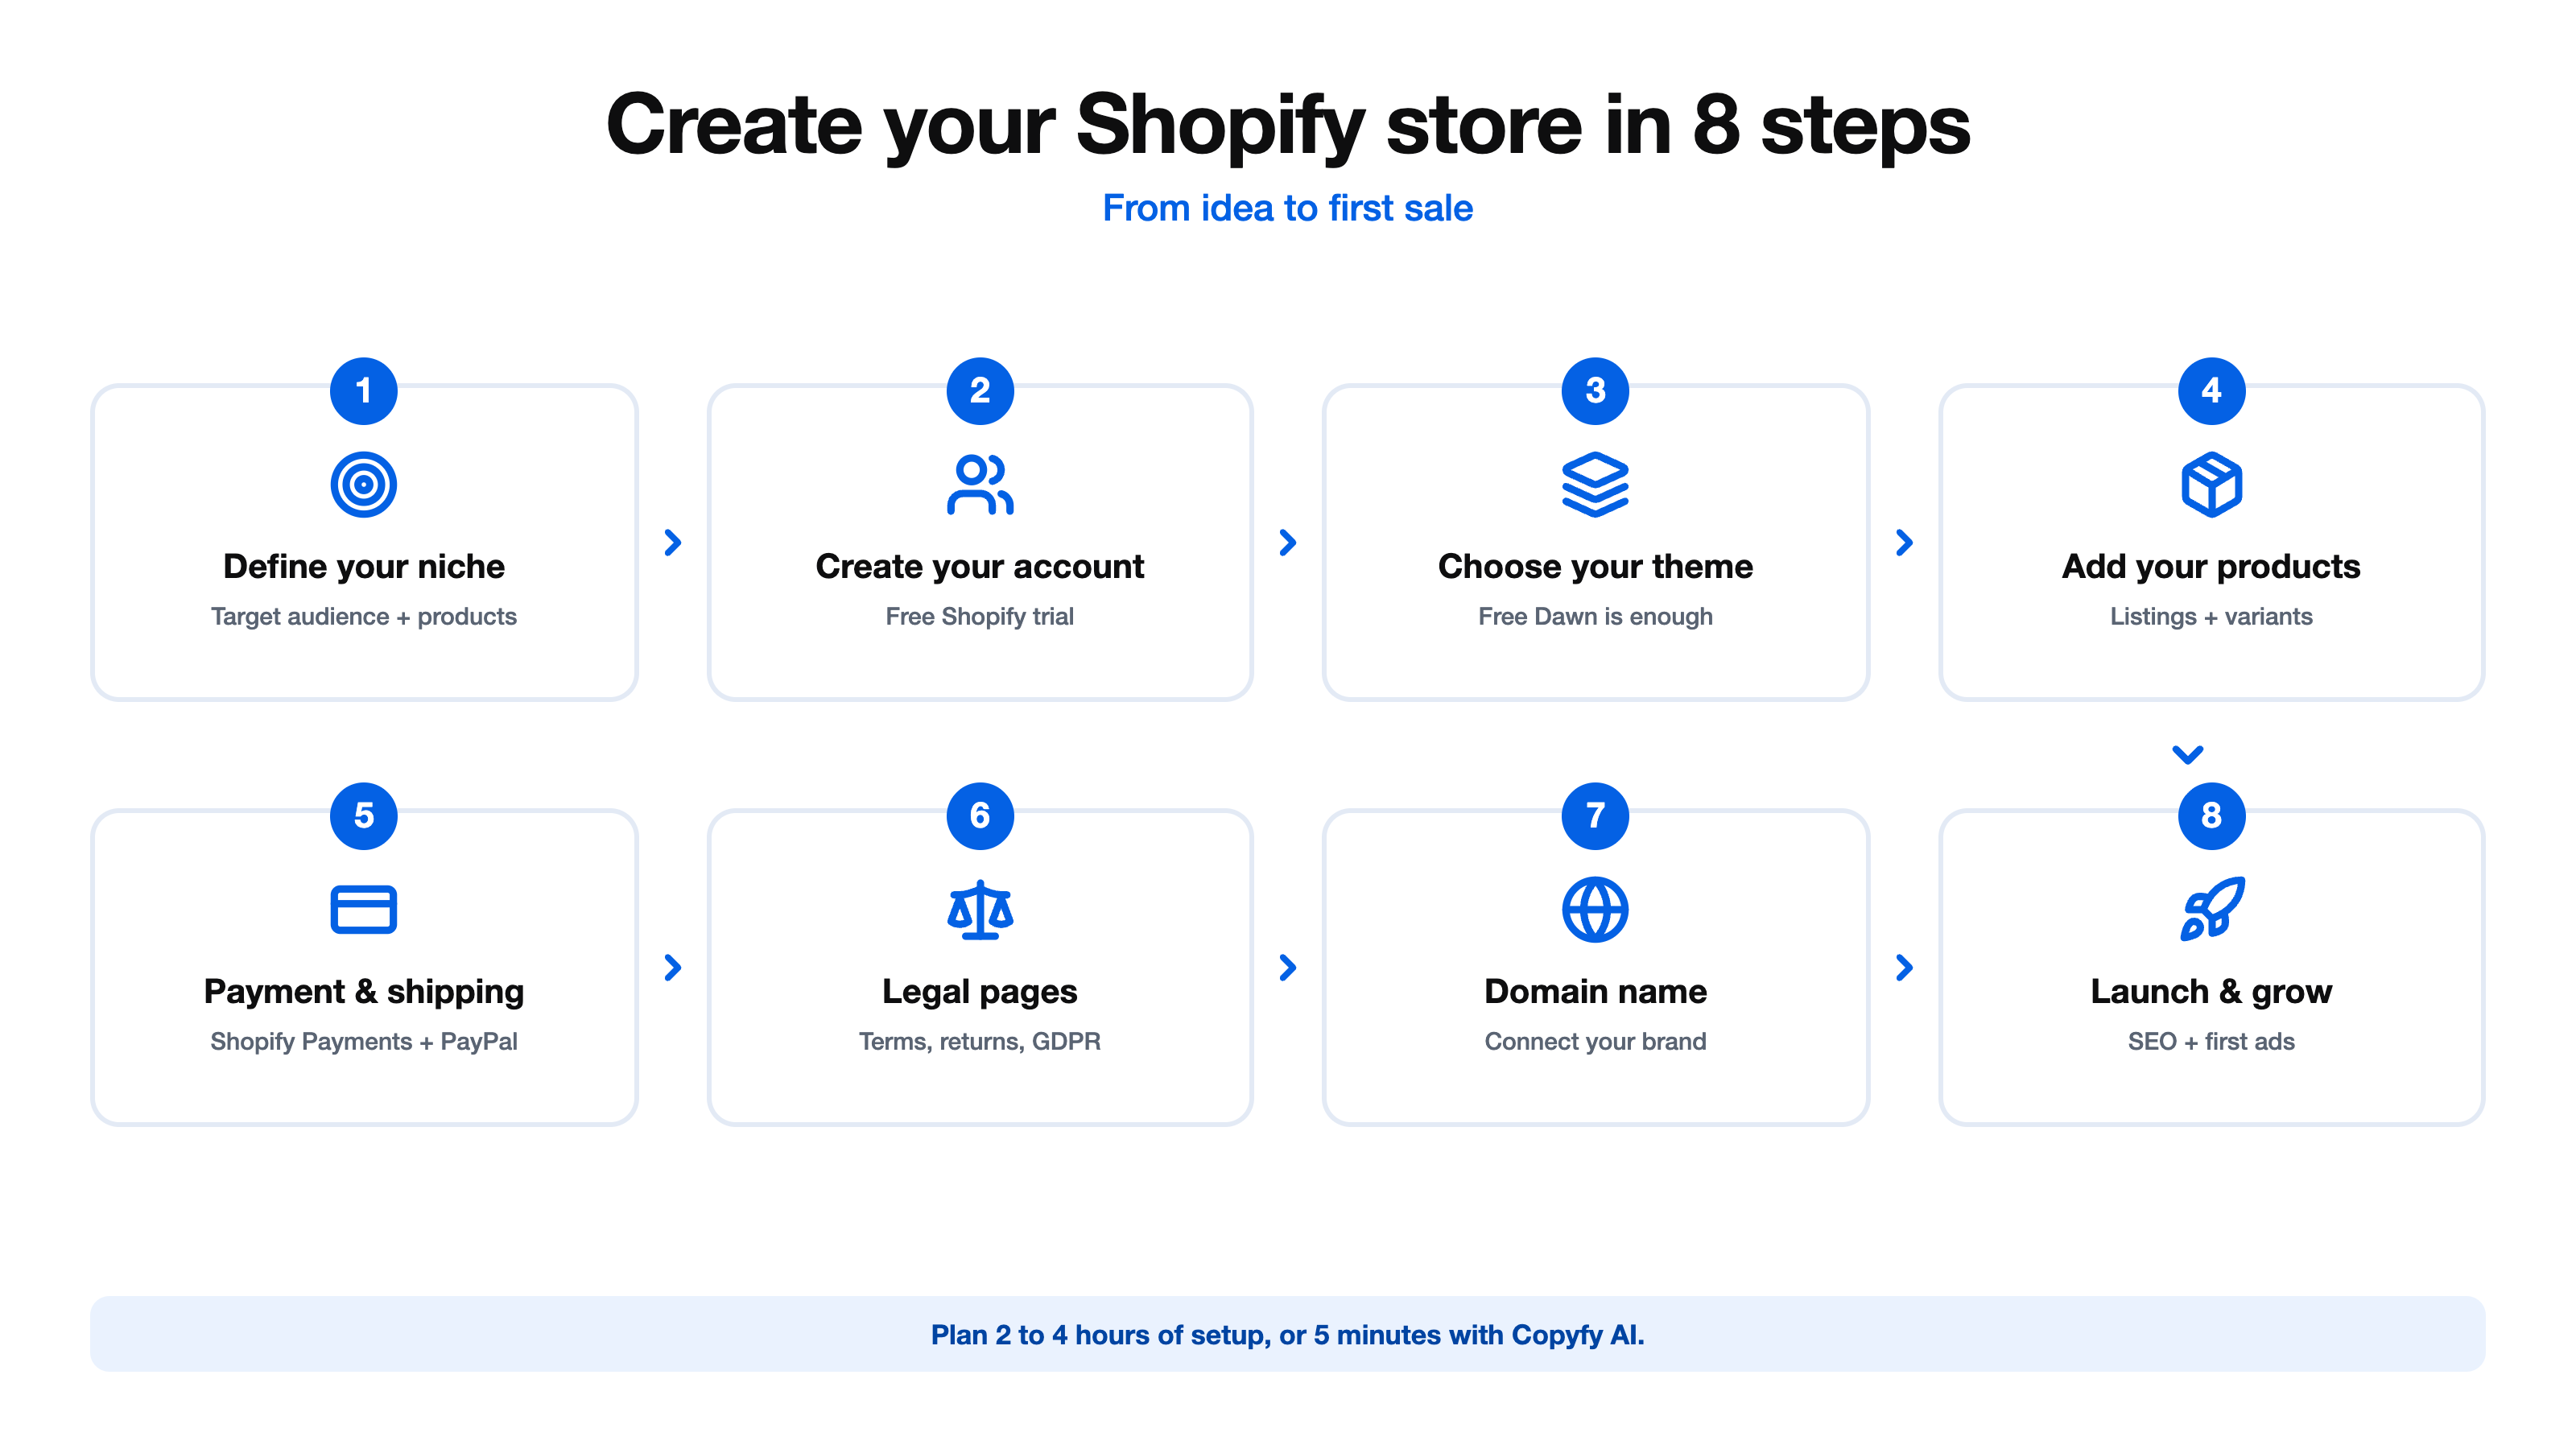 Create your Shopify store in 8 steps
From idea to first sale
1
Define your niche
Target audience + products
2
Create your account
Free Shopify trial
3
Choose your theme
Free Dawn is enough
4
Add your products
Listings + variants
5
Payment & shipping
Shopify Payments + PayPal
6
Legal pages
Terms, returns, GDPR
7
Domain name
Connect your brand
8
Launch & grow
SEO + first ads
Plan 2 to 4 hours of setup, or 5 minutes with Copyfy AI.